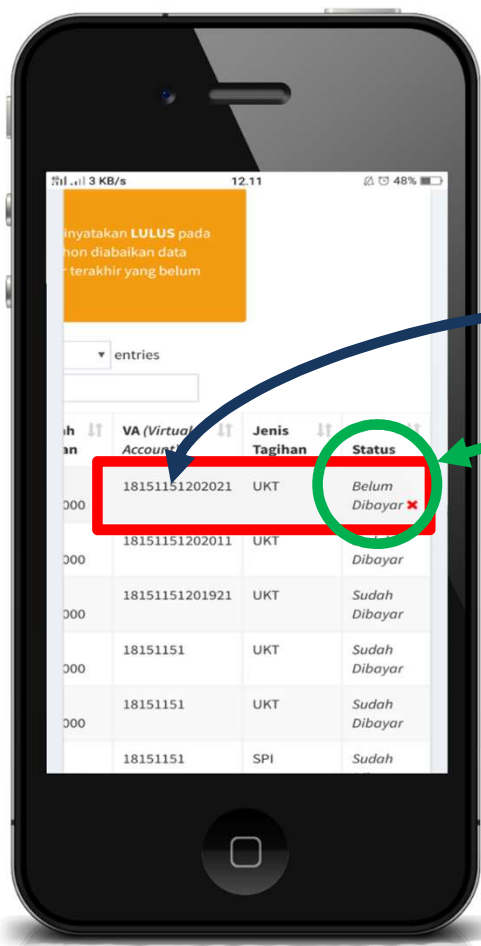 3 KB/s 12.11 48%
inyatakan LULUS pada
hon diabaikan data
terakhir yang belum
entries
VA (Virtual Jenis
an Account) Tagihan Status
18151151202021 UKT Belum
000 Dibayar
18151151202011 UKT
000 Dibayar
18151151201921 UKT Sudah
000 Dibayar
18151151 UKT Sudah
000 Dibayar
18151151 UKT Sudah
000 Dibayar
18151151 SPI Sudah